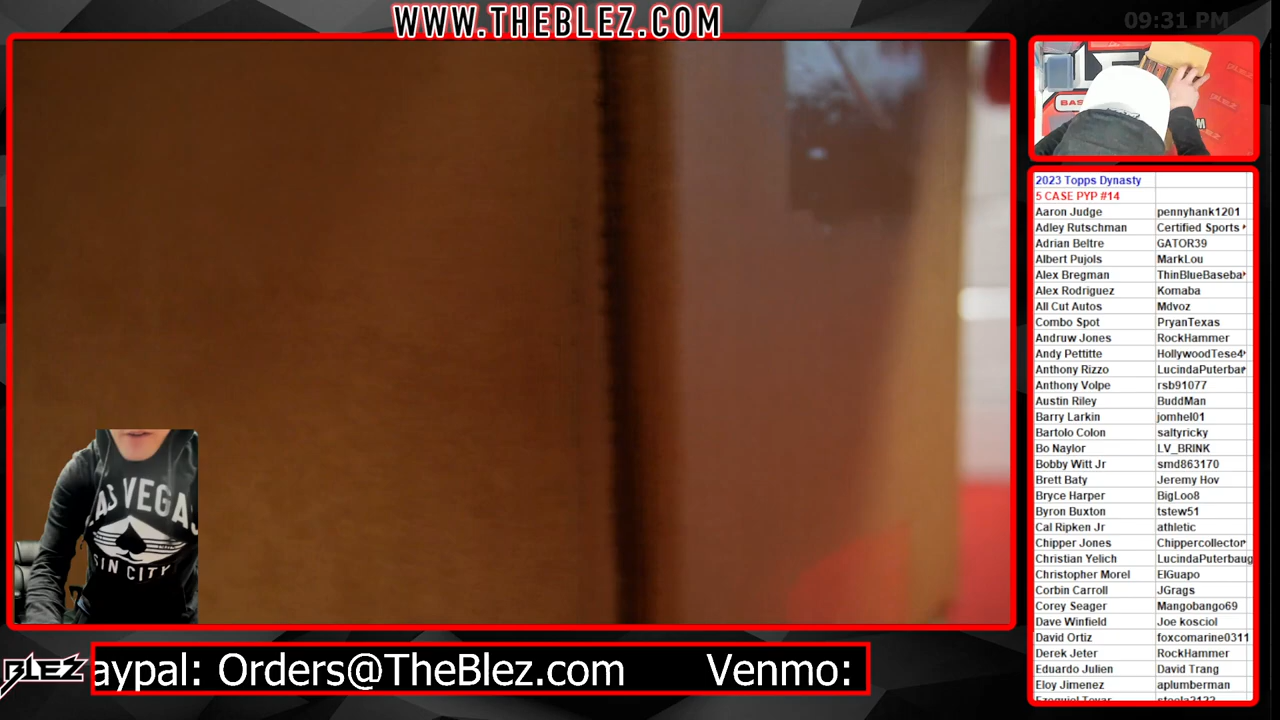 WWW.THEBLEZ.COM
09:31 PM
BAS
2023 Topps Dynasty
5 CASE PYP #14
Aaron Judge pennyhank1201
Adley Rutschman Certified Sports
Adrian Beltre GATOR39
Albert Pujols MarkLou
Alex Bregman ThinBlueBaseba
Alex Rodriguez Komaba
All Cut Autos Mdvoz
Combo Spot PryanTexas
Andruw Jones RockHammer
Andy Pettitte HollywoodTese4
Anthony Rizzo LucindaPuterbar
Anthony Volpe rsb91077
Austin Riley BuddMan
Barry Larkin jomhel01
Bartolo Colon saltyricky
Bo Naylor LV_BRINK
Bobby Witt Jr smd863170
Brett Baty Jeremy Hov
Bryce Harper BigLoo8
Byron Buxton tstew51
Cal Ripken Jr athletic
Chipper Jones Chippercollector
Christian Yelich LucindaPuterbaug
Christopher Morel ElGuapo
Corbin Carroll JGrags
Corey Seager Mangobango69
Dave Winfield Joe kosciol
David Ortiz foxcomarine0311
Derek Jeter RockHammer
Eduardo Julien David Trang
Eloy Jimenez aplumberman
LAS VEGAS
SIN CITY
BLEZ
aypal: Orders@TheBlez.com Venmo: